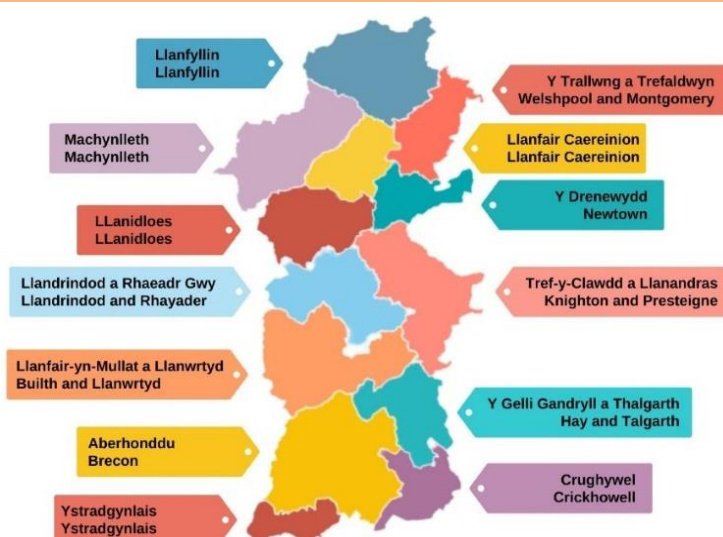 Llanfyllin
Llanfyllin
Y Trallwng a Trefaldwyn
Welshpool and Montgomery
Machynlleth
Machynlleth
Llanfair Caereinion
Llanfair Caereinion
Y Drenewydd
Newtown
LLanidloes
LLanidloes
Llandrindod a Rhaeadr Gwy
Llandrindod and Rhayader
Tref-y-Clawdd a Llanandras
Knighton and Presteigne
Llanfair-yn-Mullat a Llanwrtyd
Builth and Llanwrtyd
Y Gelli Gandryll a Thalgarth
Hay and Talgarth
Aberhonddu
Brecon
Crughywel
Crickhowell
Ystradgynlais
Ystradgynlais